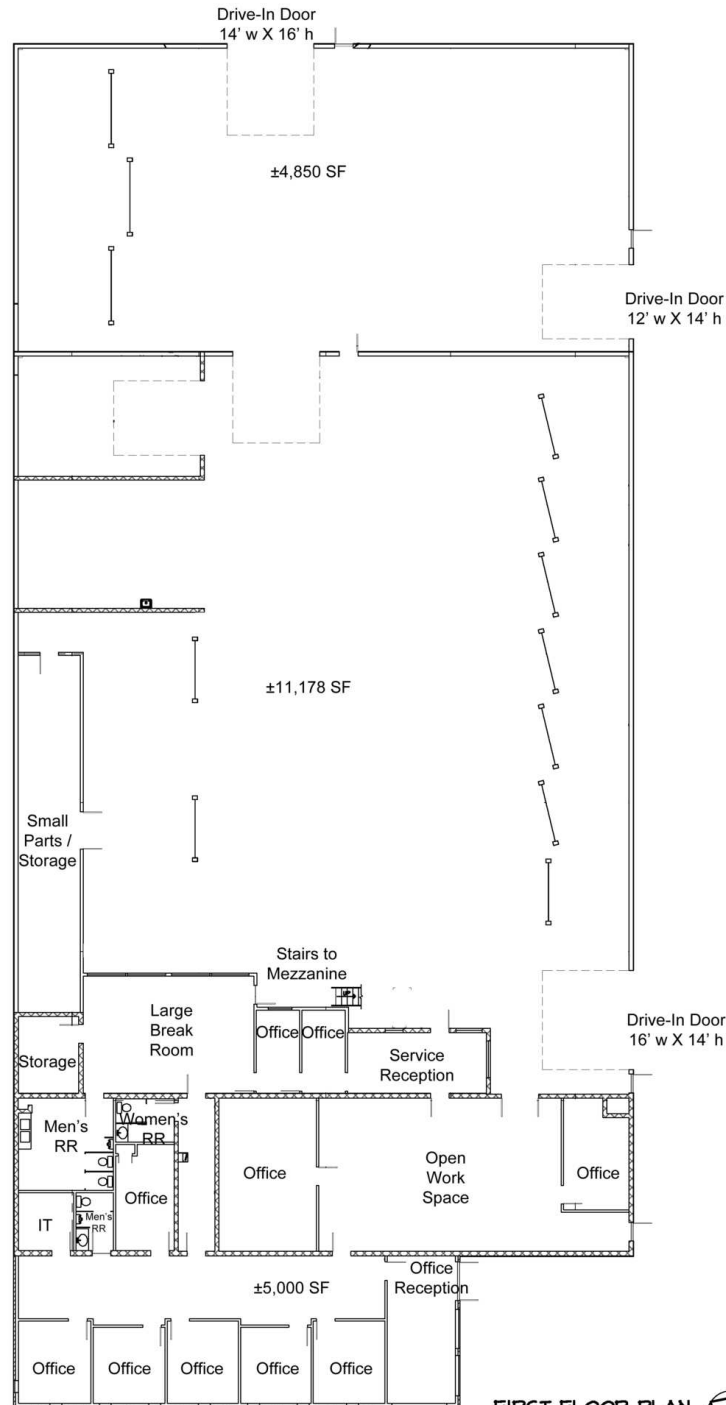 Drive-In Door
14' w X 16' h
±4,850 SF
Drive-In Door
12' w X 14' h
±11,178 SF
Small
Parts /
Storage
Stairs to
Mezzanine
Large
Break
Room
Office
Office
Drive-In Door
16' w X 14' h
Storage
Service
Reception
Men's
RR
Women's
RR
Office
Open
Work
Space
Office
Office
IT
Men's
RR
Office
Reception
±5,000 SF
Office
Office
Office
Office
Office
FIRST FLOOR PLAN